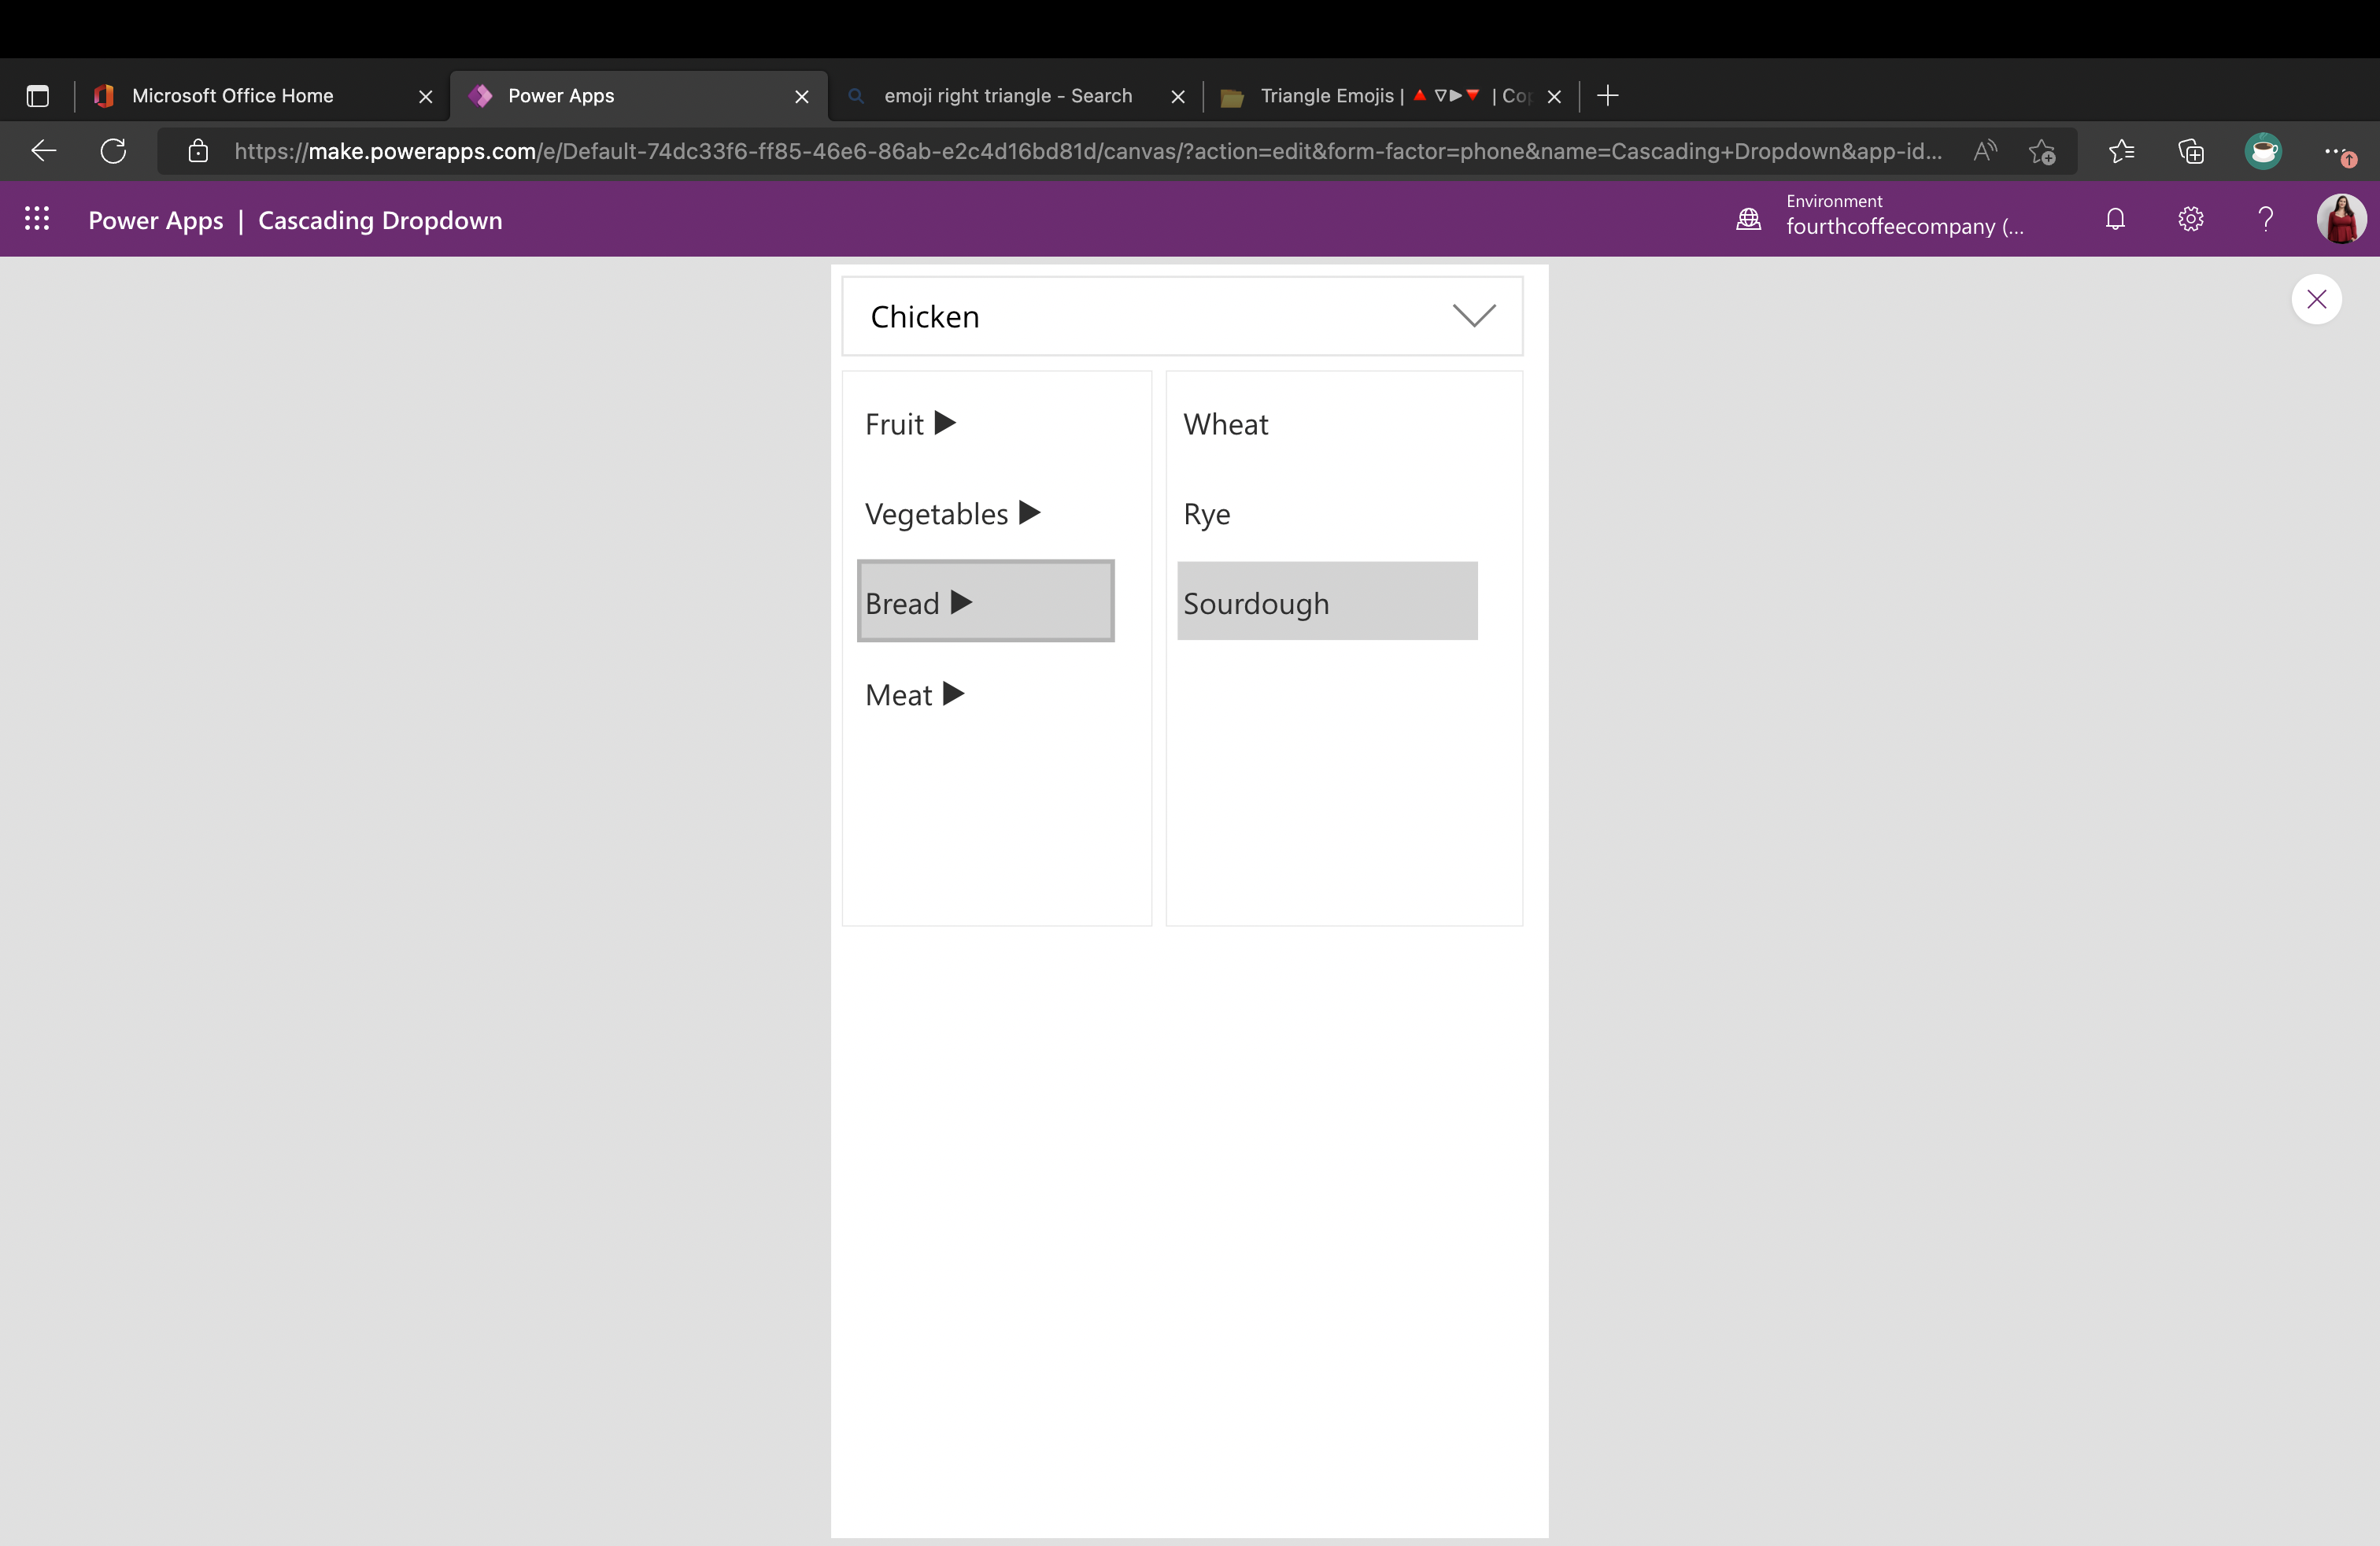 Microsoft Office Home
Power Apps
emoji right triangle - Search
Triangle Emojis | 🔺▽▶🔻 | Cop
https://make.powerapps.com/e/Default-74dc33f6-ff85-46e6-86ab-e2c4d16bd81d/canvas/?action=edit&form-factor=phone&name=Cascading+Dropdown&app-id...
Power Apps | Cascading Dropdown
Environment
fourthcoffeecompany (...
Chicken
Fruit ▶
Vegetables ▶
Bread ▶
Meat ▶
Wheat
Rye
Sourdough